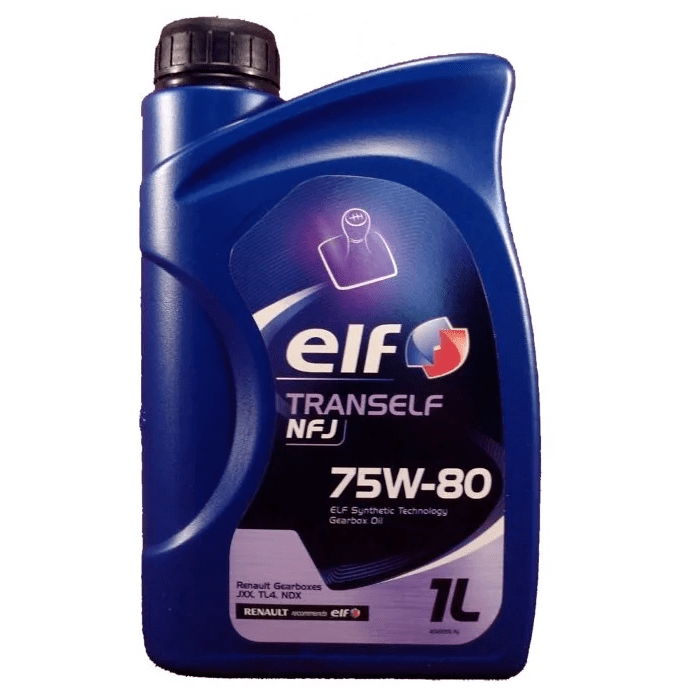 elf
TRANSELF
NFJ
75W-80
ELF Synthetic Technology
Gearbox Oil
Renault Gearboxes
JXX, TL4, NDX
RENAULT recommends elf
1L